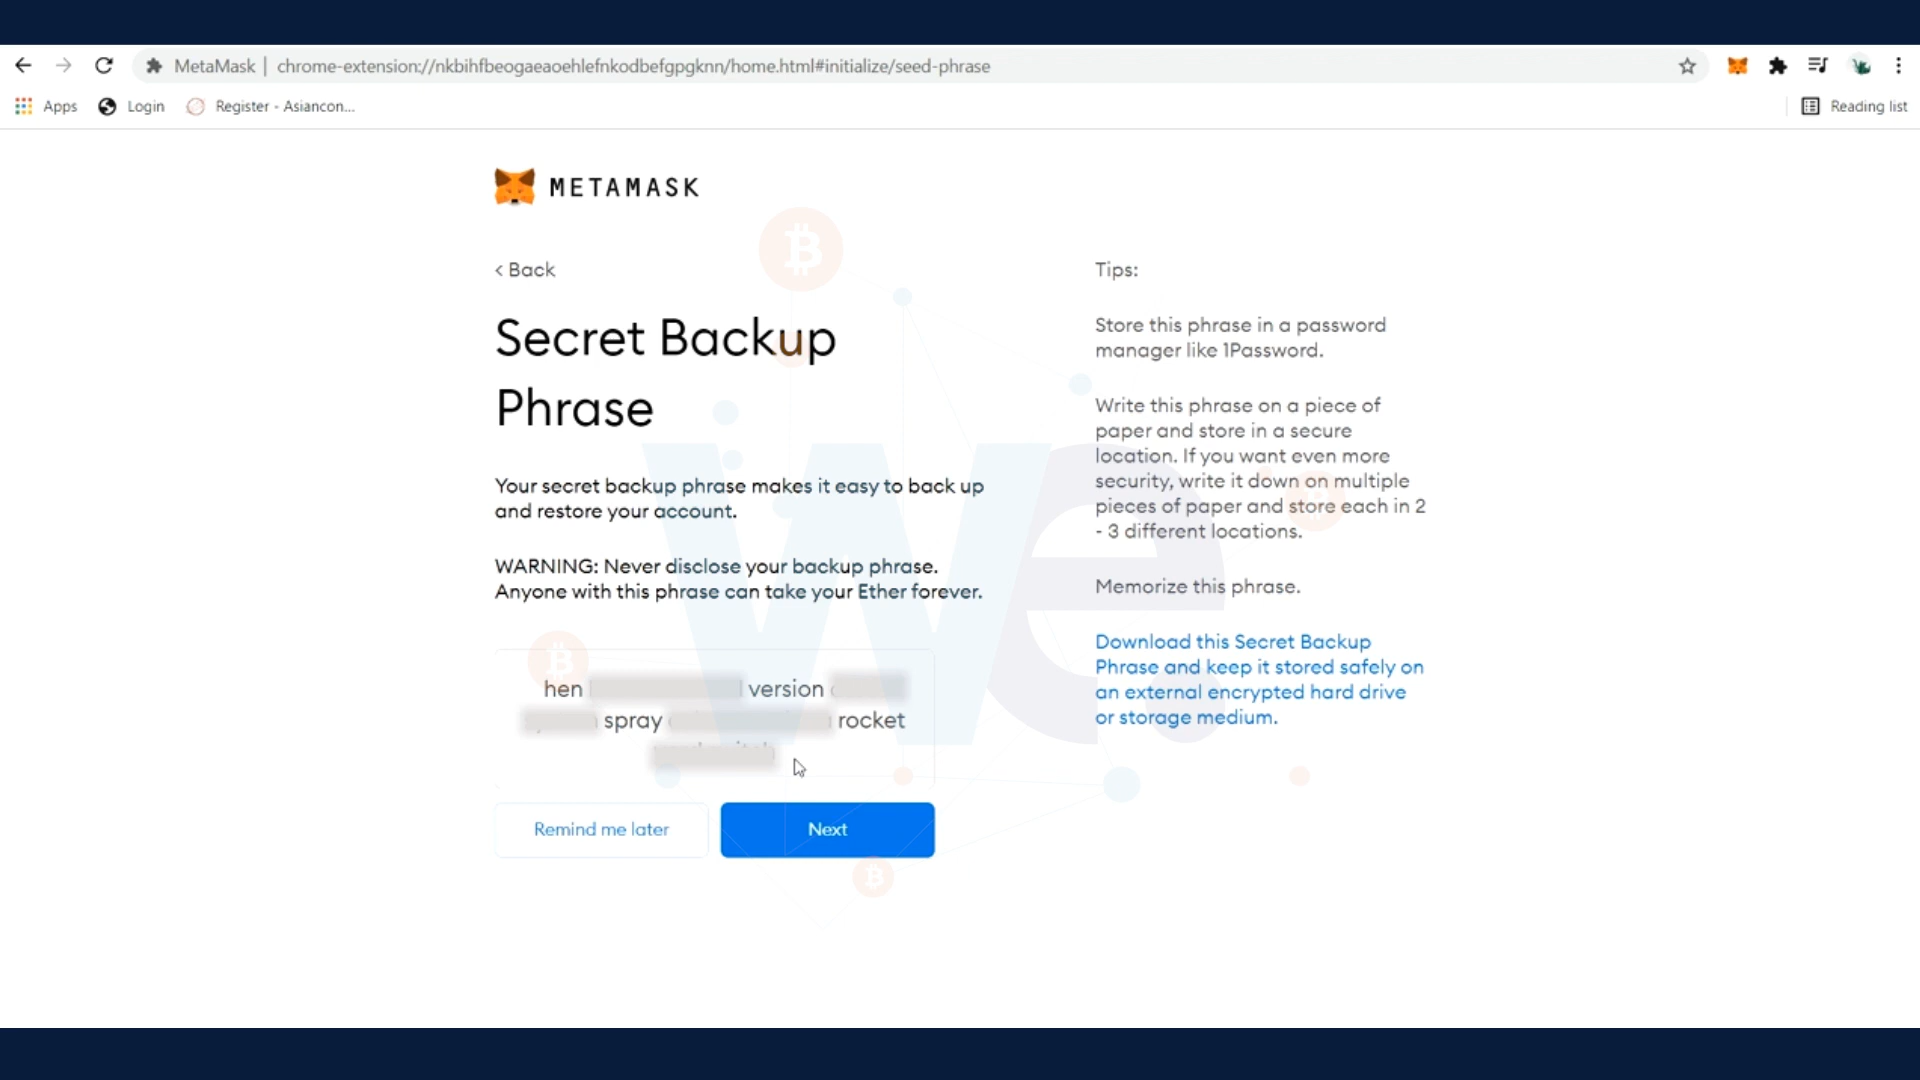 MetaMask | chrome-extension://nkbihfbeogaeaoehlefnkodbefgpgknn/home.html#initialize/seed-phrase
Apps Login Register - Asiancon... Reading list
METAMASK
< Back
Secret Backup
Phrase
Your secret backup phrase makes it easy to back up
and restore your account.
WARNING: Never disclose your backup phrase.
Anyone with this phrase can take your Ether forever.
hen version
spray rocket
Remind me later
Next
Tips:
Store this phrase in a password
manager like 1Password.
Write this phrase on a piece of
paper and store in a secure
location. If you want even more
security, write it down on multiple
pieces of paper and store each in 2
- 3 different locations.
Memorize this phrase.
Download this Secret Backup
Phrase and keep it stored safely on
an external encrypted hard drive
or storage medium.
We